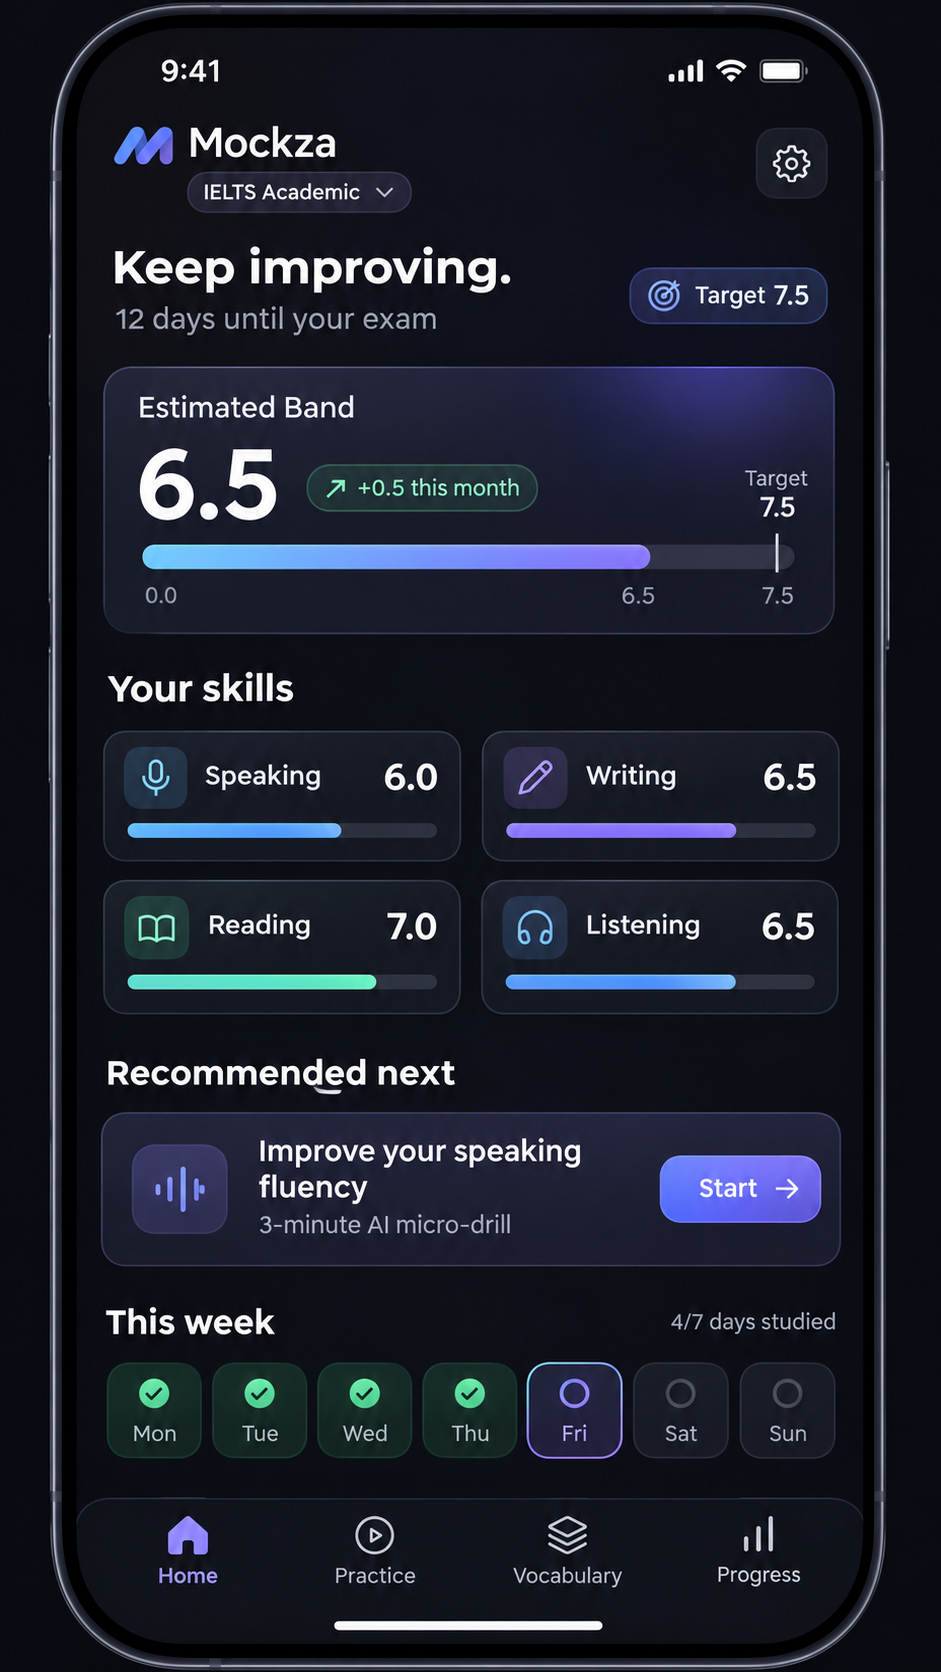 9:41
Mockza
IELTS Academic
Keep improving.
12 days until your exam
Target 7.5
Estimated Band
6.5
+0.5 this month
Target
7.5
0.0
6.5
7.5
Your skills
Speaking
6.0
Writing
6.5
Reading
7.0
Listening
6.5
Recommended next
Improve your speaking
fluency
3-minute AI micro-drill
Start
This week
4/7 days studied
Mon
Tue
Wed
Thu
Fri
Sat
Sun
Home
Practice
Vocabulary
Progress